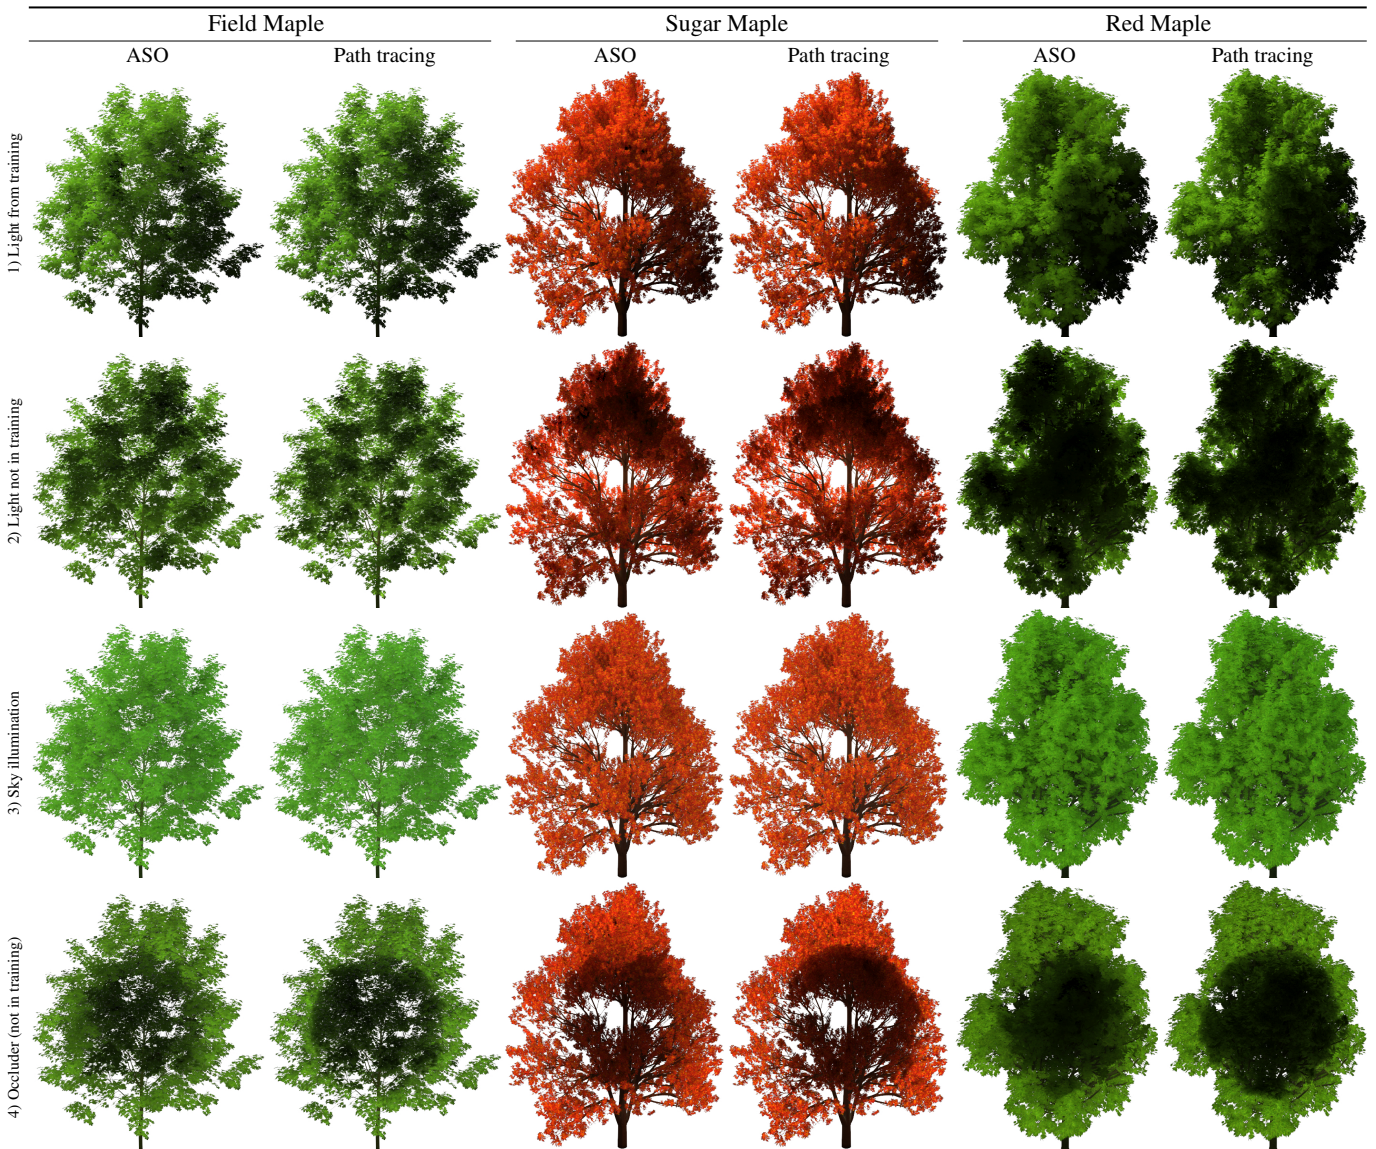 Field Maple Sugar Maple Red Maple
ASO Path tracing ASO Path tracing ASO Path tracing
1) Light from training
2) Light not in training
3) Sky illumination
4) Occluder (not in training)